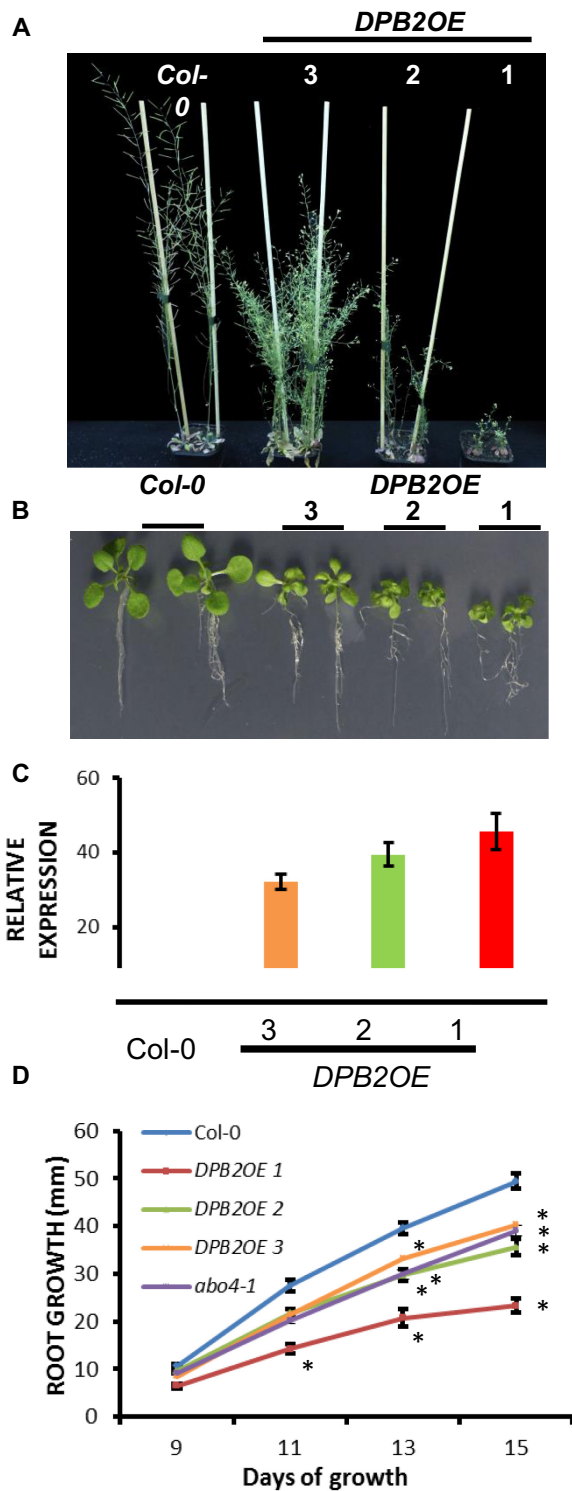 A
DPB2OE
Col-0 3 2 1
Col-0 DPB2OE
B
3 2 1
C
RELATIVE EXPRESSION
60
40
20
Col-0
3 2 1
DPB2OE
D
ROOT GROWTH (mm)
60
50
40
30
20
10
0
Col-0
DPB2OE 1
DPB2OE 2
DPB2OE 3
abo4-1
*
*
*
*
*
*
*
*
*
9 11 13 15
Days of growth